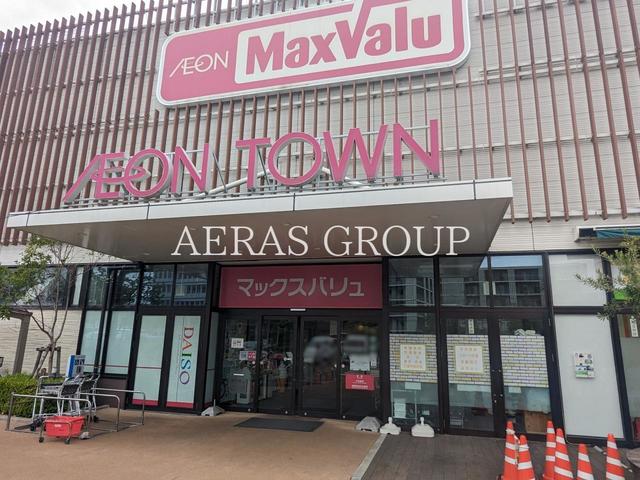 ÆON MaxValu
ÆON TOWN
AERAS GROUP
マックスバリュ
DAISO